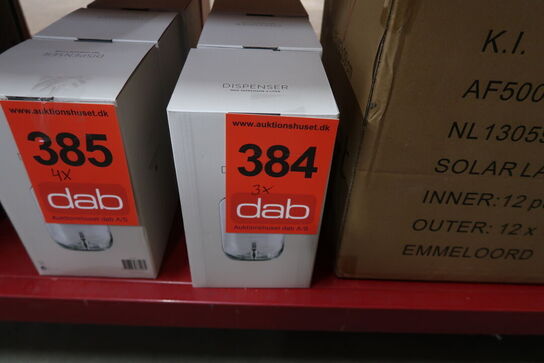 www.auktionshuset.dk
385
4x
dab
Auktionshuset dab A/S
DISPENSER
www.auktionshuset.dk
384
3x
dab
Auktionshuset dab A/S
K.I.
AF500
NL13055
SOLAR LA
INNER: 12 p
OUTER: 12 x
EMMELOORD